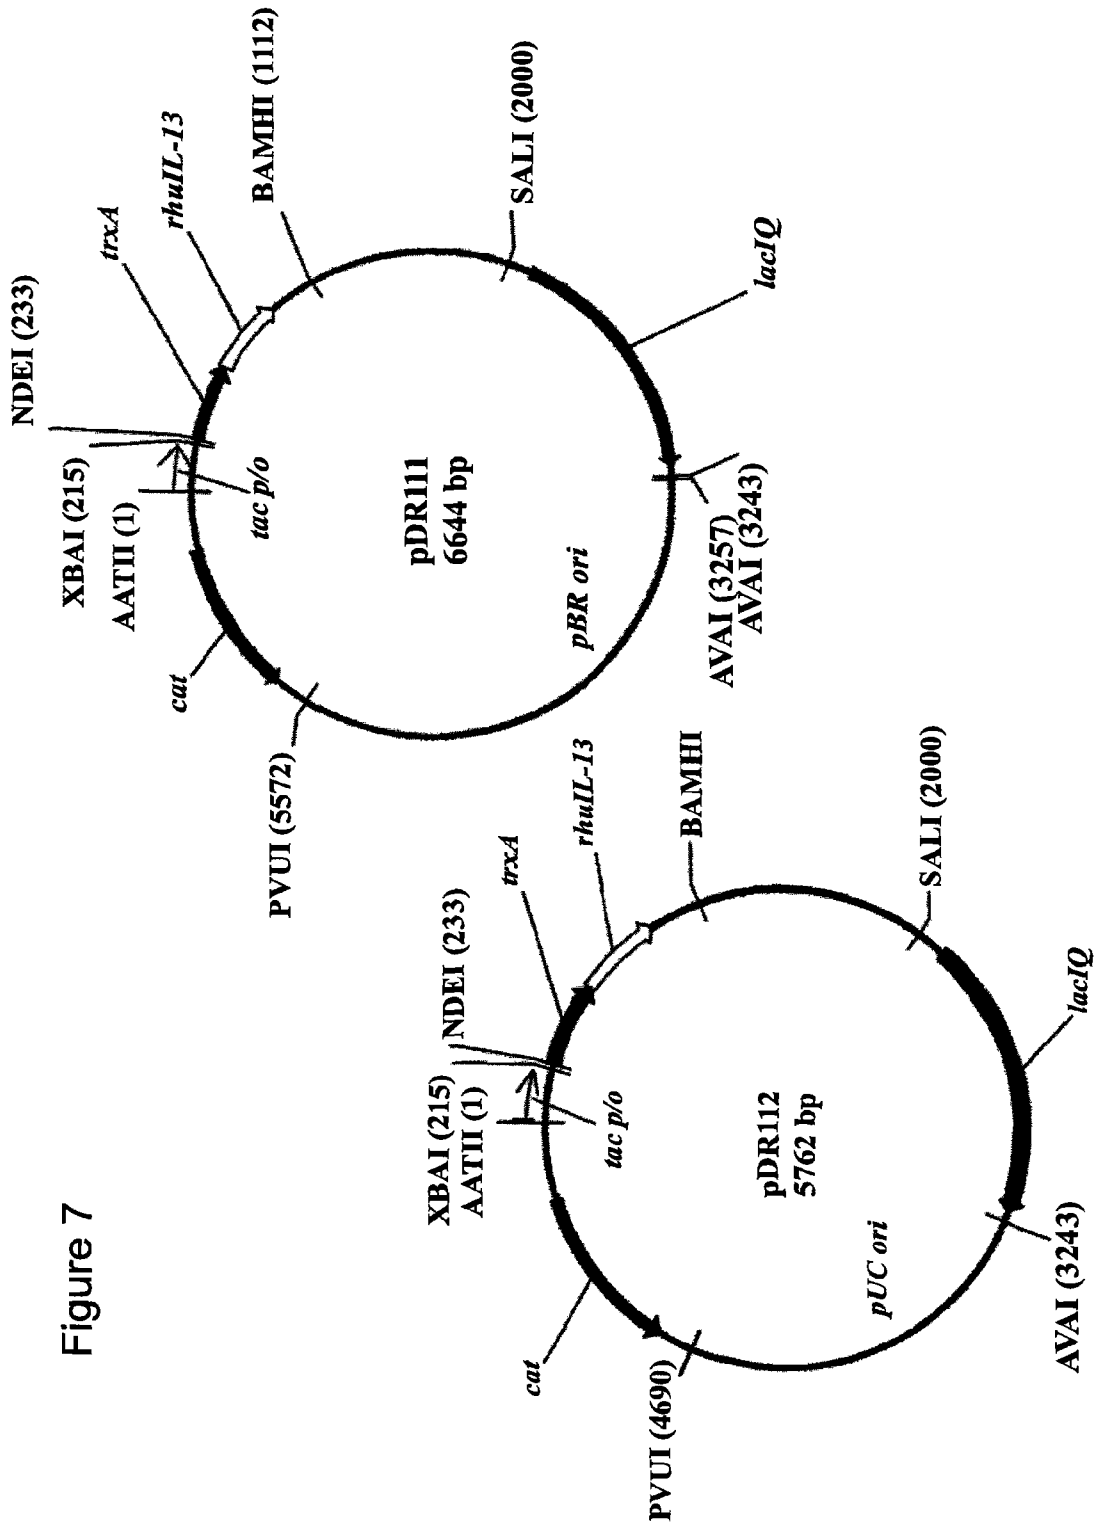 Figure 7
XBAI (215)
NDEI (233)
AATII (1)
trxA
rhuIL-13
tac p/o
cat
BAMHI
pDR112
5762 bp
PVUI (4690)
pUC ori
SALI (2000)
AVAI (3243)
lacIQ
XBAI (215)
NDEI (233)
AATII (1)
trxA
rhuIL-13
tac p/o
cat
BAMHI (1112)
pDR111
6644 bp
PVUI (5572)
pBR ori
SALI (2000)
AVAI (3257)
AVAI (3243)
lacIQ